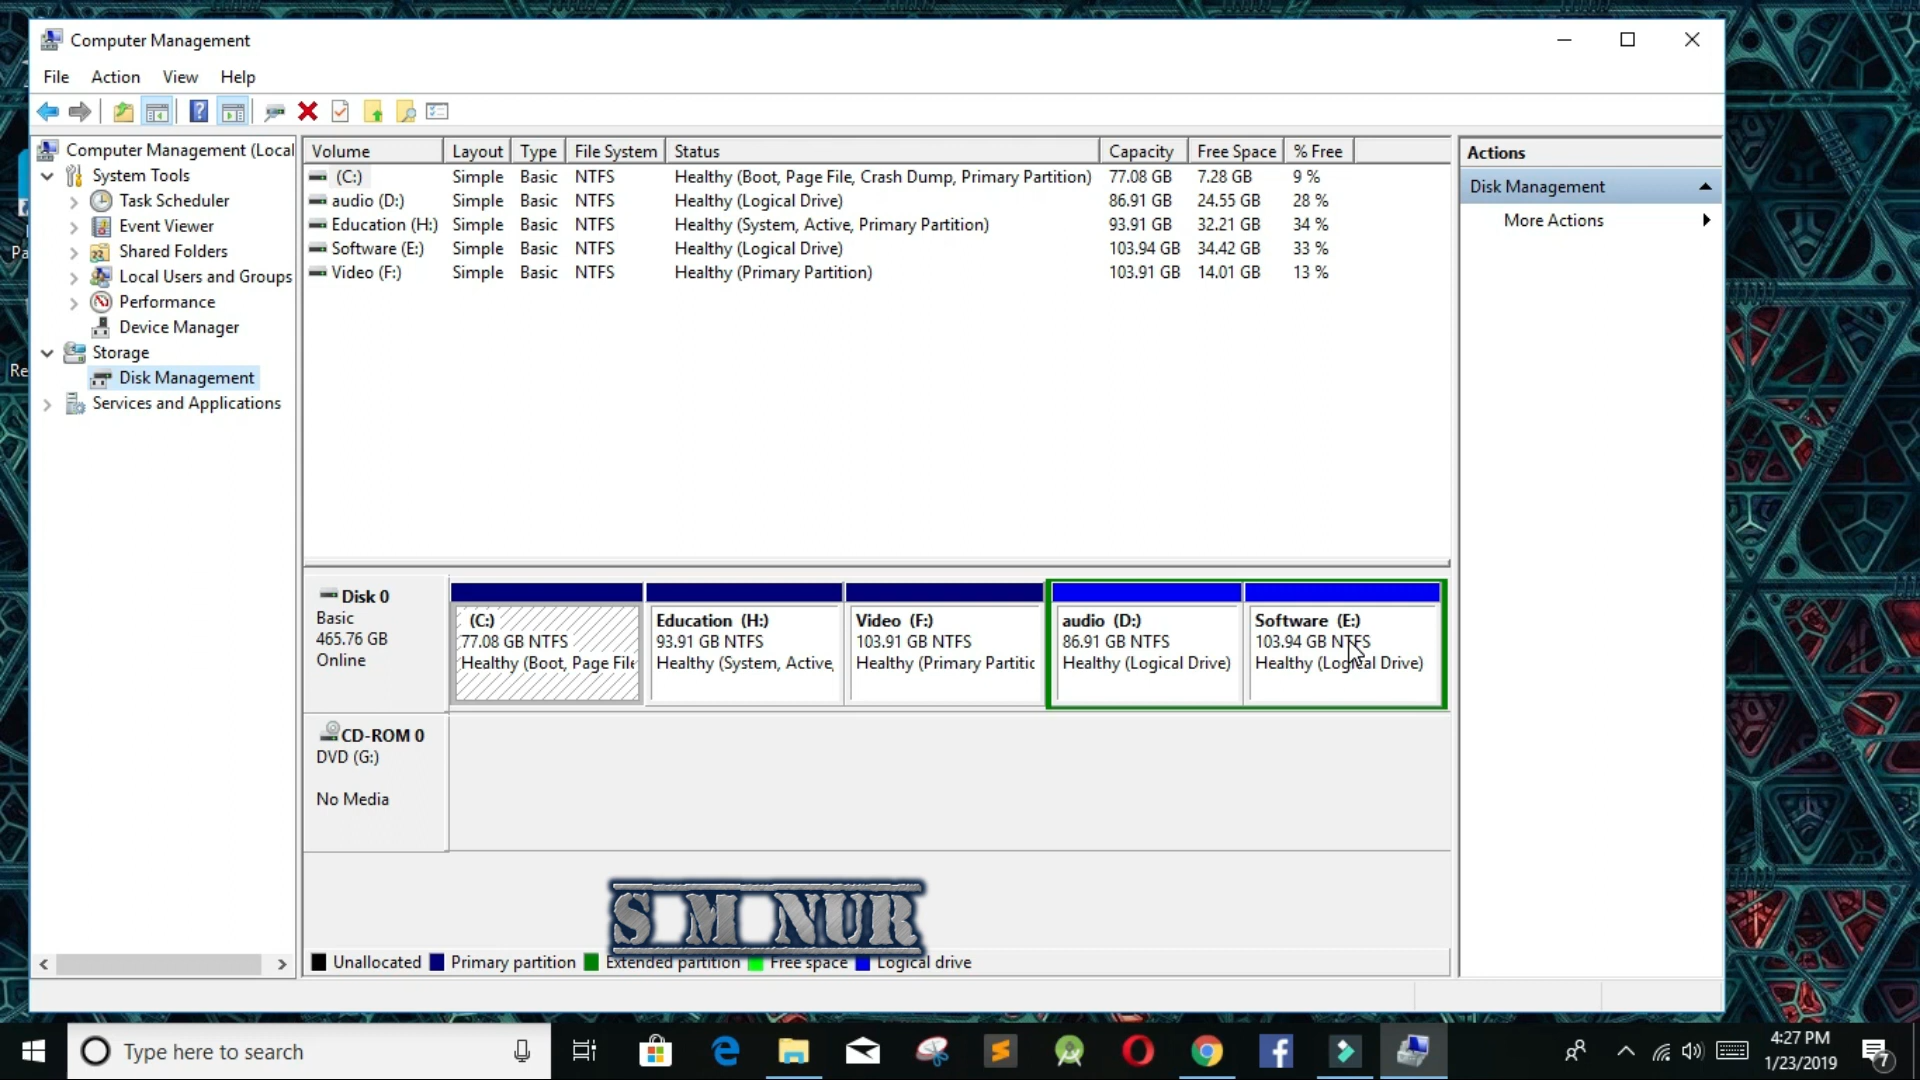 Computer Management
File Action View Help
Computer Management (Local
System Tools
Task Scheduler
Event Viewer
Shared Folders
Local Users and Groups
Performance
Device Manager
Storage
Disk Management
Services and Applications
Volume Layout Type File System Status Capacity Free Space % Free
(C:) Simple Basic NTFS Healthy (Boot, Page File, Crash Dump, Primary Partition) 77.08 GB 7.28 GB 9 %
audio (D:) Simple Basic NTFS Healthy (Logical Drive) 86.91 GB 24.55 GB 28 %
Education (H:) Simple Basic NTFS Healthy (System, Active, Primary Partition) 93.91 GB 32.21 GB 34 %
Software (E:) Simple Basic NTFS Healthy (Logical Drive) 103.94 GB 34.42 GB 33 %
Video (F:) Simple Basic NTFS Healthy (Primary Partition) 103.91 GB 14.01 GB 13 %
Actions
Disk Management
More Actions
Disk 0
Basic
465.76 GB
Online
(C:)
77.08 GB NTFS
Healthy (Boot, Page File
Education (H:)
93.91 GB NTFS
Healthy (System, Active,
Video (F:)
103.91 GB NTFS
Healthy (Primary Partitic
audio (D:)
86.91 GB NTFS
Healthy (Logical Drive)
Software (E:)
103.94 GB NTFS
Healthy (Logical Drive)
CD-ROM 0
DVD (G:)
No Media
S M NUR
Unallocated Primary partition Extended partition Free space Logical drive
Pa
Re
Type here to search
4:27 PM
1/23/2019
7